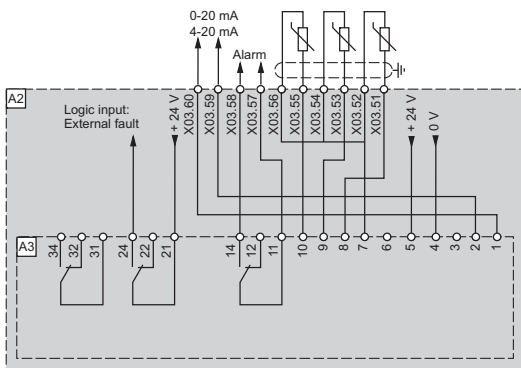 0-20 mA
4-20 mA
Alarm
A2
Logic input:
External fault
+ 24 V
X03.60
X03.59
X03.58
X03.57
X03.56
X03.55
X03.54
X03.53
X03.52
X03.51
+ 24 V
0 V
A3
34
32
31
24
22
21
14
12
11
10
9
8
7
6
5
4
3
2
1